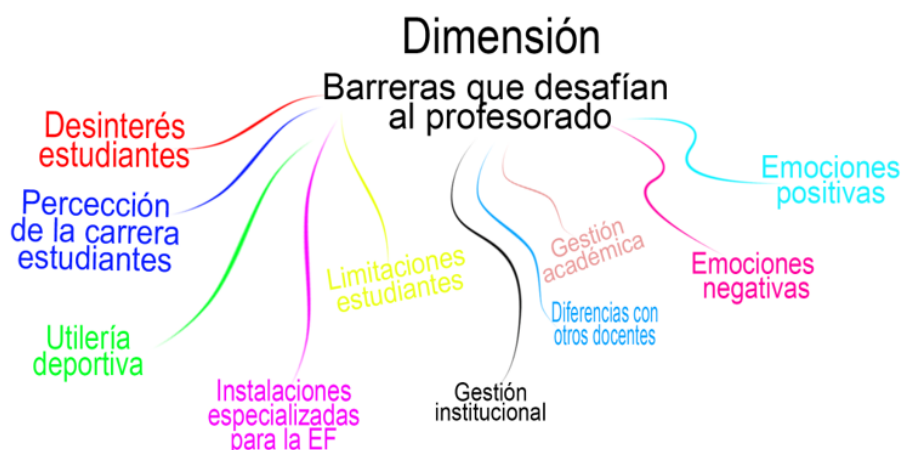 Dimensión
Barreras que desafían
al profesorado
Desinterés
estudiantes
Percección
de la carrera
estudiantes
Utilería
deportiva
Instalaciones
especializadas
para la EF
Limitaciones
estudiantes
Gestión
institucional
Diferencias con
otros docentes
Gestión
académica
Emociones
negativas
Emociones
positivas